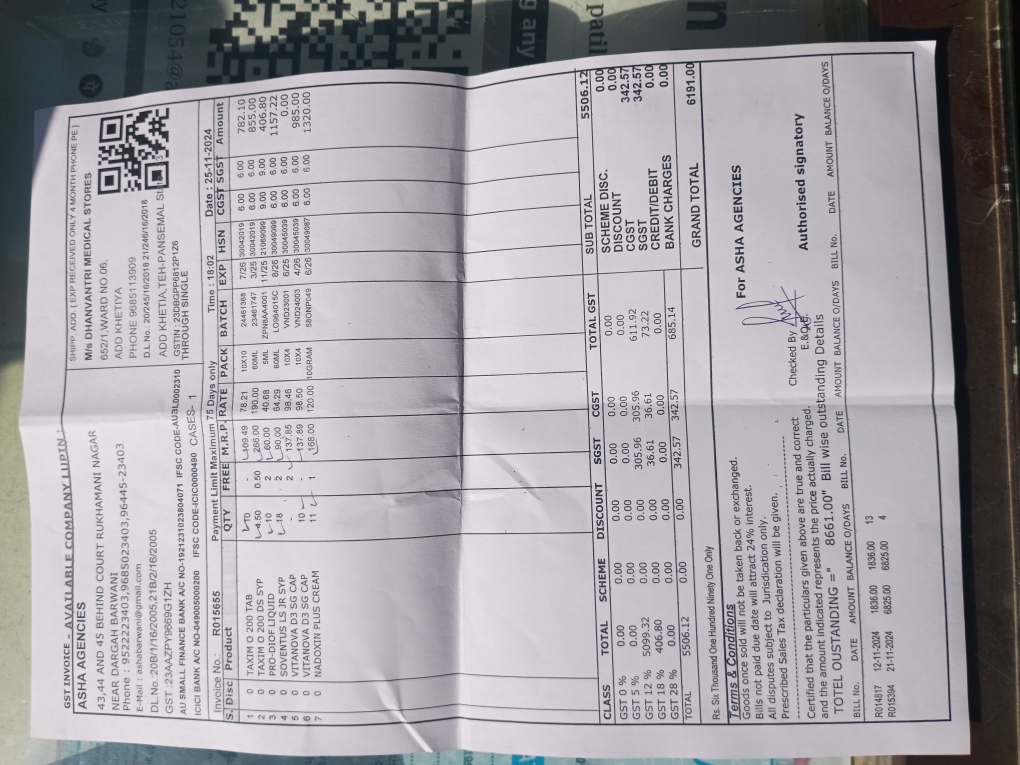 GST INVOICE - AVAILABLE COMPANY LUPIN :
ASHA AGENCIES
43,44 AND 45 BEHIND COURT RUKHAMANI NAGAR
NEAR DARGAH BARWANI
Phone : 9522223403,9685023403,96445-23403
E-Mail : ashabarwani@gmail.com
DL.No.:20B/1/16/2005,21B/2/16/2005
GST :23AAZPY9669G1ZH
AU SMALL FINANCE BANK A/C NO-1921231023804071 IFSC CODE-AUBL0002310
ICICI BANK A/C NO-049005000200 IFSC CODE-ICIC0000490 CASES- 1
SHIPP. ADD. ( EXP RECEIVED ONLY 4 MONTH PHONE PE )
M/s DHANVANTRI MEDICAL STORES
652/1,WARD NO.06,
ADD KHETIYA
PHONE 9685113909
D.L.No.: 20/245/16/2018 21/246/16/2018
ADD KHETIA,TEH-PANSEMAL
GSTIN : 23DBGPP6812P1Z6
THROUGH SINGLE
Invoice No.: R015655 Payment Limit Maximum 75 Days only Time : 18:02 Date : 25-11-2024
S. Disc Product QTY FREE M.R.P. RATE PACK BATCH EXP HSN CGST SGST Amount
1 0 TAXIM O 200 TAB 10 - 109.49 78.21 10X10 24461368 7/26 30042019 6.00 6.00 782.10
2 0 TAXIM O 200 DS SYP 4.50 0.50 266.00 190.00 60ML 23461747 3/25 30042019 6.00 6.00 855.00
3 0 PRO-DIOF LIQUID 10 - 80.00 40.68 5ML ZPN8AA4001 11/25 21069099 9.00 9.00 406.80
4 0 SOVENTUS LS JR SYP 18 2 90.00 64.29 60ML LO964015C 8/26 30049099 6.00 6.00 1157.22
5 0 VITANOVA D3 SG CAP - 2 137.85 98.46 10X4 VND23001 6/25 30045039 6.00 6.00 0.00
6 0 VITANOVA D3 SG CAP 10 - 137.89 98.50 10X4 VND24003 4/26 30045039 6.00 6.00 985.00
7 0 NADOXIN PLUS CREAM 11 1 168.00 120.00 10GRAM 58ONP049 6/26 30049087 6.00 6.00 1320.00
CLASS TOTAL SCHEME DISCOUNT SGST CGST TOTAL GST
GST 0 % 0.00 0.00 0.00 0.00 0.00 0.00
GST 5 % 0.00 0.00 0.00 0.00 0.00 0.00
GST 12 % 5099.32 0.00 0.00 305.96 305.96 611.92
GST 18 % 406.80 0.00 0.00 36.61 36.61 73.22
GST 28 % 0.00 0.00 0.00 0.00 0.00 0.00
TOTAL 5506.12 0.00 0.00 342.57 342.57 685.14
SUB TOTAL 5506.12
SCHEME DISC. 0.00
DISCOUNT 0.00
CGST 342.57
SGST 342.57
CREDIT/DEBIT 0.00
BANK CHARGES 0.00
GRAND TOTAL 6191.00
Rs. Six Thousand One Hundred Ninety One Only
Terms & Conditions
Goods once sold will not be taken back or exchanged.
Bills not paid due date will attract 24% interest.
All disputes subject to Jurisdication only.
Prescribed Sales Tax declaration will be given.
For ASHA AGENCIES
Checked By
E.&O.E.
Authorised signatory
Certified that the particulars given above are true and correct
and the amount indicated represents the price actually charged.
TOTEL OUSTANDING =" 8661.00" Bill wise outstanding Details
BILL No. DATE AMOUNT BALANCE O/DAYS BILL No. DATE AMOUNT BALANCE O/DAYS BILL No. DATE AMOUNT BALANCE O/DAYS
R014817 12-11-2024 1836.00 1836.00 13
R015394 21-11-2024 6825.00 6825.00 4